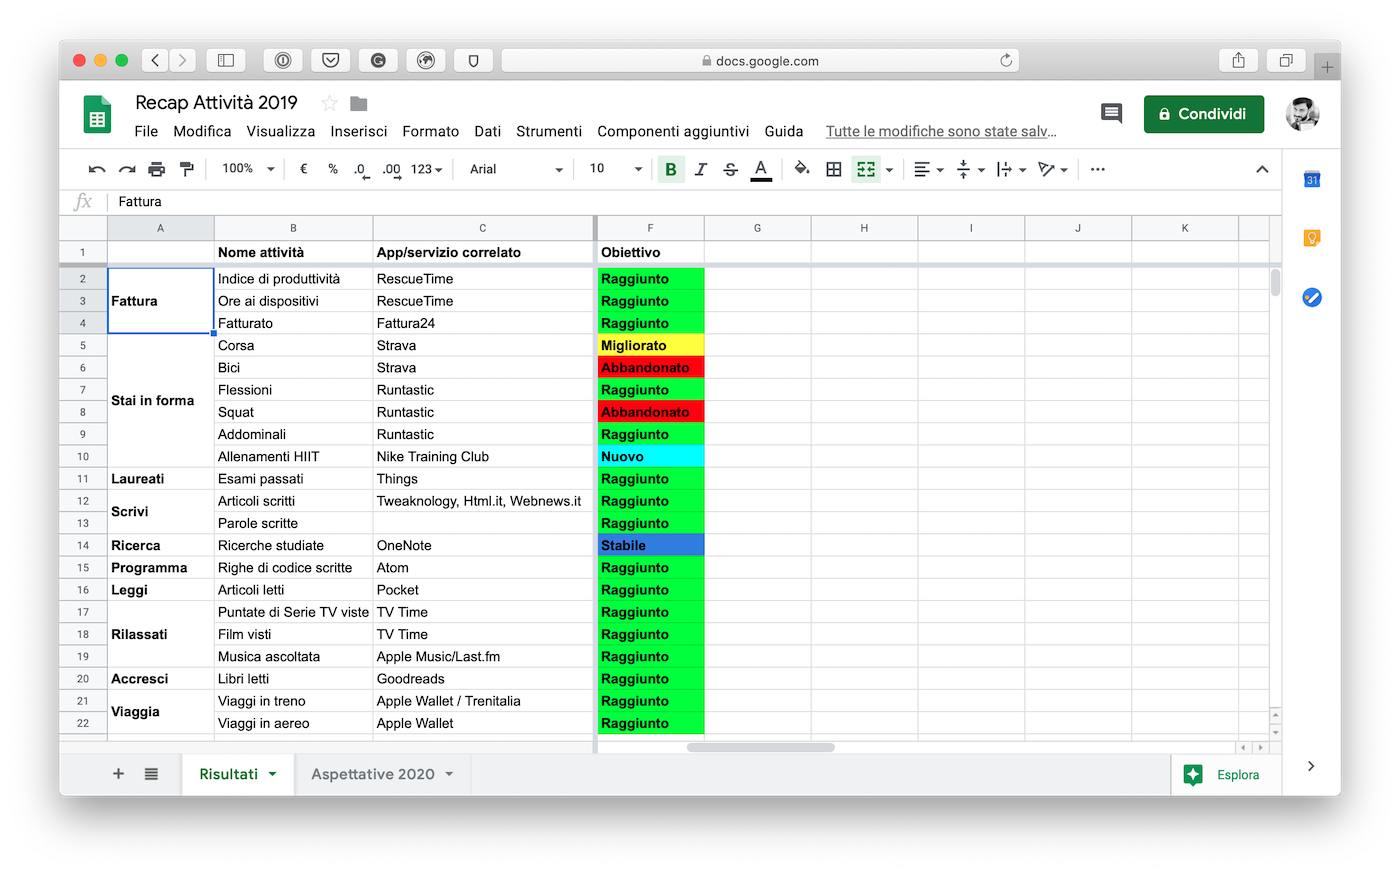 docs.google.com
Recap Attività 2019
File Modifica Visualizza Inserisci Formato Dati Strumenti Componenti aggiuntivi Guida Tutte le modifiche sono state salv...
Condividi
100% € % .0 .00 123 Arial 10 B I S A
31
fx Fattura
A B C F G H I J K
1 Nome attività App/servizio correlato Obiettivo
2 Indice di produttività RescueTime Raggiunto
3 Fattura Ore ai dispositivi RescueTime Raggiunto
4 Fatturato Fattura24 Raggiunto
5 Corsa Strava Migliorato
6 Bici Strava Abbandonato
7 Flessioni Runtastic Raggiunto
Stai in forma
8 Squat Runtastic Abbandonato
9 Addominali Runtastic Raggiunto
10 Allenamenti HIIT Nike Training Club Nuovo
11 Laureati Esami passati Things Raggiunto
12 Articoli scritti Tweaknology, Html.it, Webnews.it Raggiunto
Scrivi
13 Parole scritte Raggiunto
14 Ricerca Ricerche studiate OneNote Stabile
15 Programma Righe di codice scritte Atom Raggiunto
16 Leggi Articoli letti Pocket Raggiunto
17 Puntate di Serie TV viste TV Time Raggiunto
18 Rilassati Film visti TV Time Raggiunto
19 Musica ascoltata Apple Music/Last.fm Raggiunto
20 Accresci Libri letti Goodreads Raggiunto
21 Viaggi in treno Apple Wallet / Trenitalia Raggiunto
Viaggia
22 Viaggi in aereo Apple Wallet Raggiunto
Risultati Aspettative 2020 Esplora